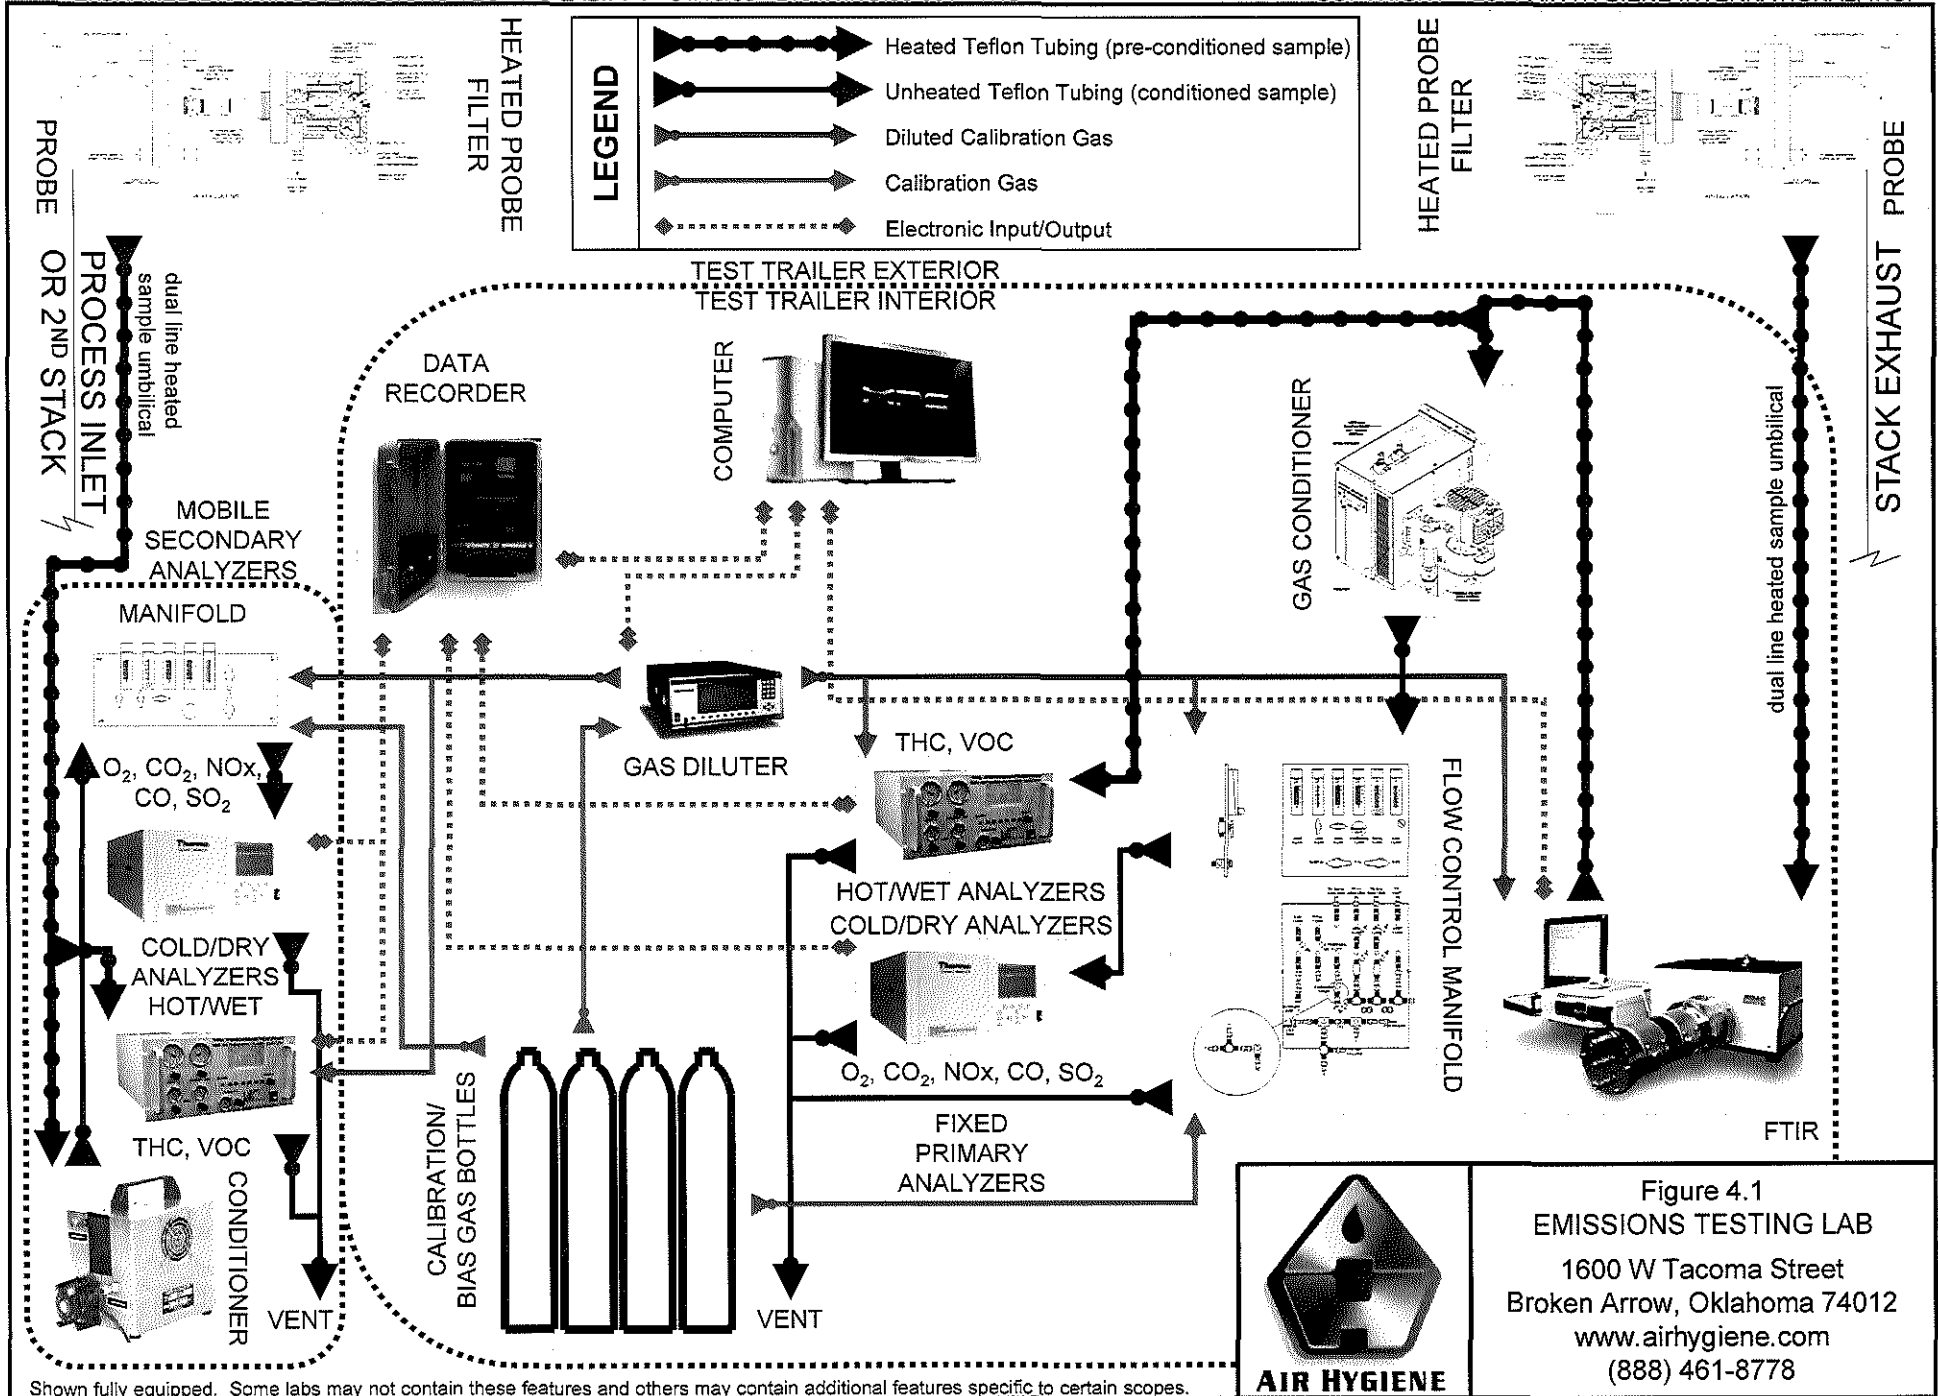 HEATED PROBE
FILTER
PROBE
LEGEND
Heated Teflon Tubing (pre-conditioned sample)
Unheated Teflon Tubing (conditioned sample)
Diluted Calibration Gas
Calibration Gas
Electronic Input/Output
HEATED PROBE
FILTER
PROBE
PROCESS INLET
OR 2ND STACK
dual line heated
sample umbilical
TEST TRAILER EXTERIOR
TEST TRAILER INTERIOR
STACK EXHAUST
dual line heated sample umbilical
DATA
RECORDER
COMPUTER
GAS CONDITIONER
MOBILE
SECONDARY
ANALYZERS
MANIFOLD
O2, CO2, NOx,
CO, SO2
Thermo
COLD/DRY
ANALYZERS
HOT/WET
THC, VOC
CONDITIONER
VENT
GAS DILUTER
THC, VOC
HOT/WET ANALYZERS
COLD/DRY ANALYZERS
Thermo
O2, CO2, NOx, CO, SO2
FIXED
PRIMARY
ANALYZERS
FLOW CONTROL MANIFOLD
FTIR
CALIBRATION/
BIAS GAS BOTTLES
VENT
AIR HYGIENE
Figure 4.1
EMISSIONS TESTING LAB
1600 W Tacoma Street
Broken Arrow, Oklahoma 74012
www.airhygiene.com
(888) 461-8778
Shown fully equipped. Some labs may not contain these features and others may contain additional features specific to certain scopes.